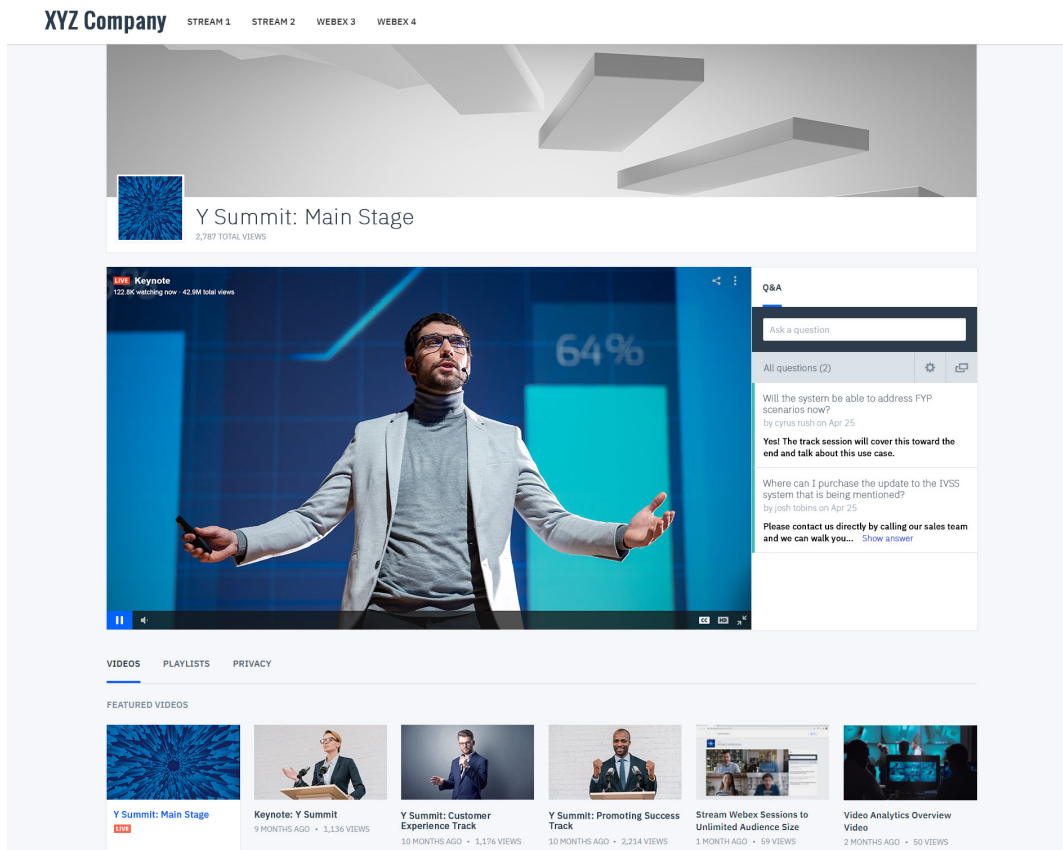 XYZ Company STREAM 1 STREAM 2 WEBEX 3 WEBEX 4
Y Summit: Main Stage
2,787 TOTAL VIEWS
LIVE Keynote
122.8K watching now · 42.9M total views
64%
Q&A
Ask a question
All questions (2)
Will the system be able to address FYP
scenarios now?
by cyrus rush on Apr 25
Yes! The track session will cover this toward the
end and talk about this use case.
Where can I purchase the update to the IVSS
system that is being mentioned?
by josh tobins on Apr 25
Please contact us directly by calling our sales team
and we can walk you... Show answer
CC HD
VIDEOS PLAYLISTS PRIVACY
FEATURED VIDEOS
Y Summit: Main Stage
LIVE
Keynote: Y Summit
9 MONTHS AGO • 1,136 VIEWS
Y Summit: Customer
Experience Track
10 MONTHS AGO • 1,176 VIEWS
Y Summit: Promoting Success
Track
10 MONTHS AGO • 2,214 VIEWS
Stream Webex Sessions to
Unlimited Audience Size
1 MONTH AGO • 59 VIEWS
Video Analytics Overview
Video
2 MONTHS AGO • 50 VIEWS